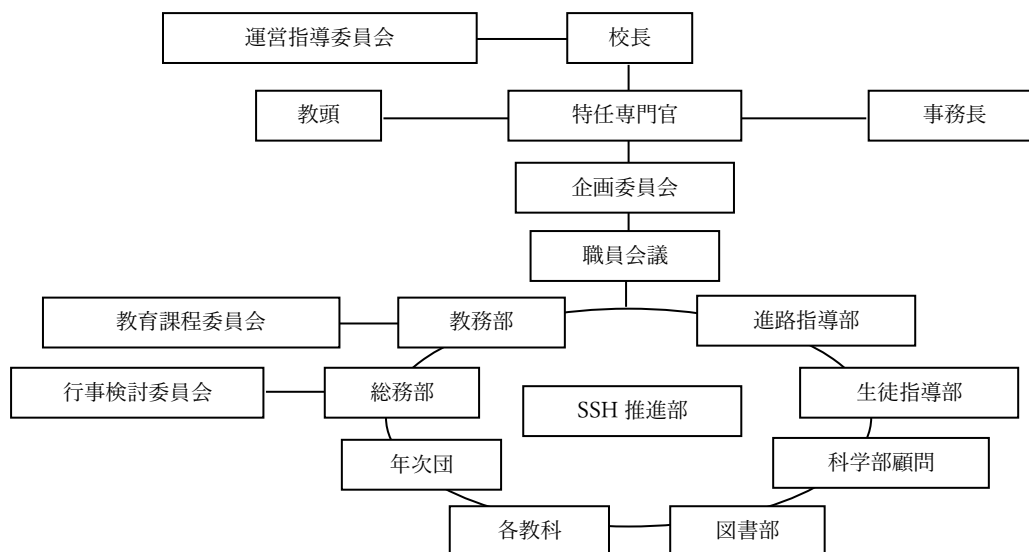 運営指導委員会
校長
教頭
特任専門官
事務長
企画委員会
職員会議
教育課程委員会
教務部
進路指導部
行事検討委員会
総務部
SSH 推進部
生徒指導部
年次団
科学部顧問
各教科
図書部